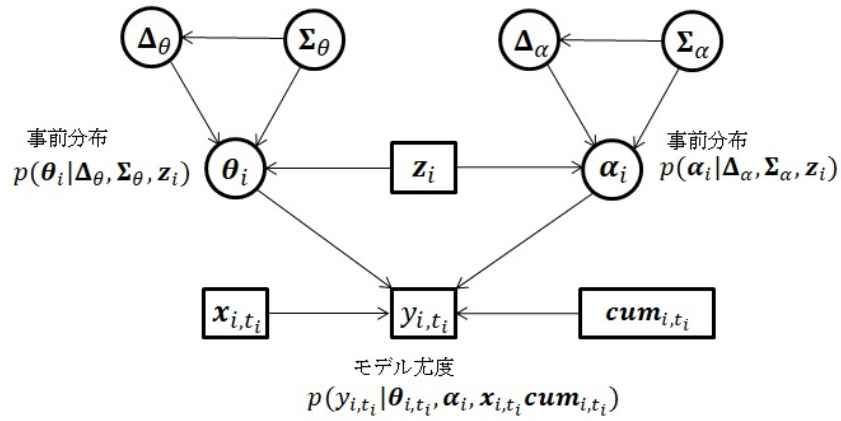 Δθ Σθ Δα Σα
事前分布
p(θi|Δθ, Σθ, zi)
θi zi αi
事前分布
p(αi|Δα, Σα, zi)
xi,ti yi,ti cumi,ti
モデル尤度
p(yi,ti|θi,ti, αi, xi,ti cumi,ti)